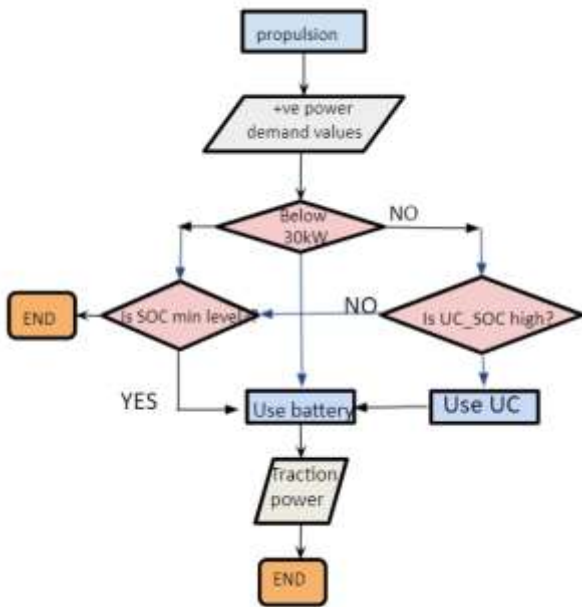 propulsion
+ve power
demand values
Below
30kW
NO
END
Is SOC min level
NO
Is UC_SOC high?
YES
Use battery
Use UC
Traction
power
END